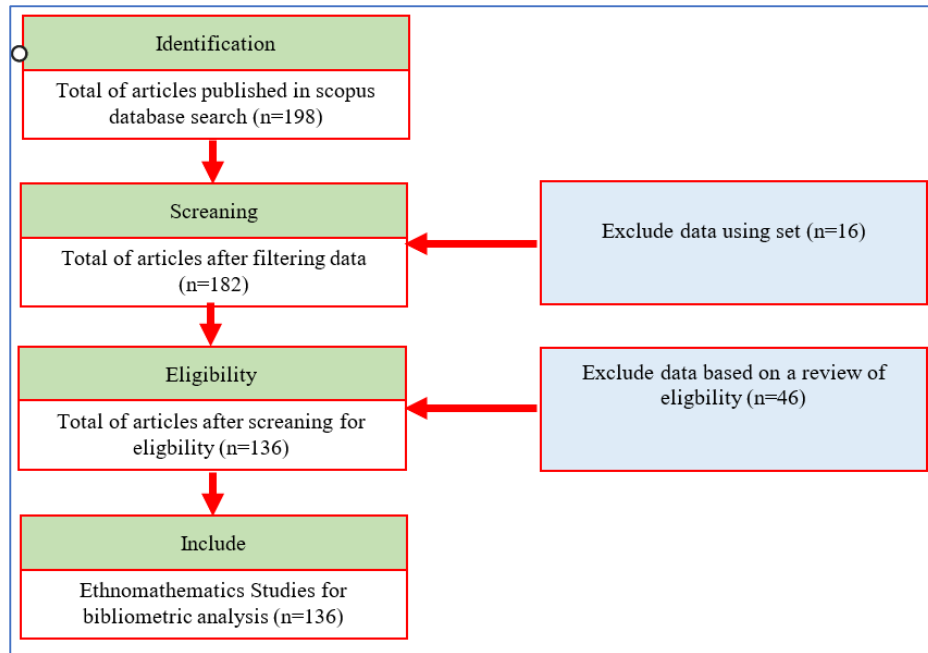 Identification
Total of articles published in scopus
database search (n=198)
Screaning
Total of articles after filtering data
(n=182)
Exclude data using set (n=16)
Eligibility
Total of articles after screening for
eligbility (n=136)
Exclude data based on a review of
eligbility (n=46)
Include
Ethnomathematics Studies for
bibliometric analysis (n=136)